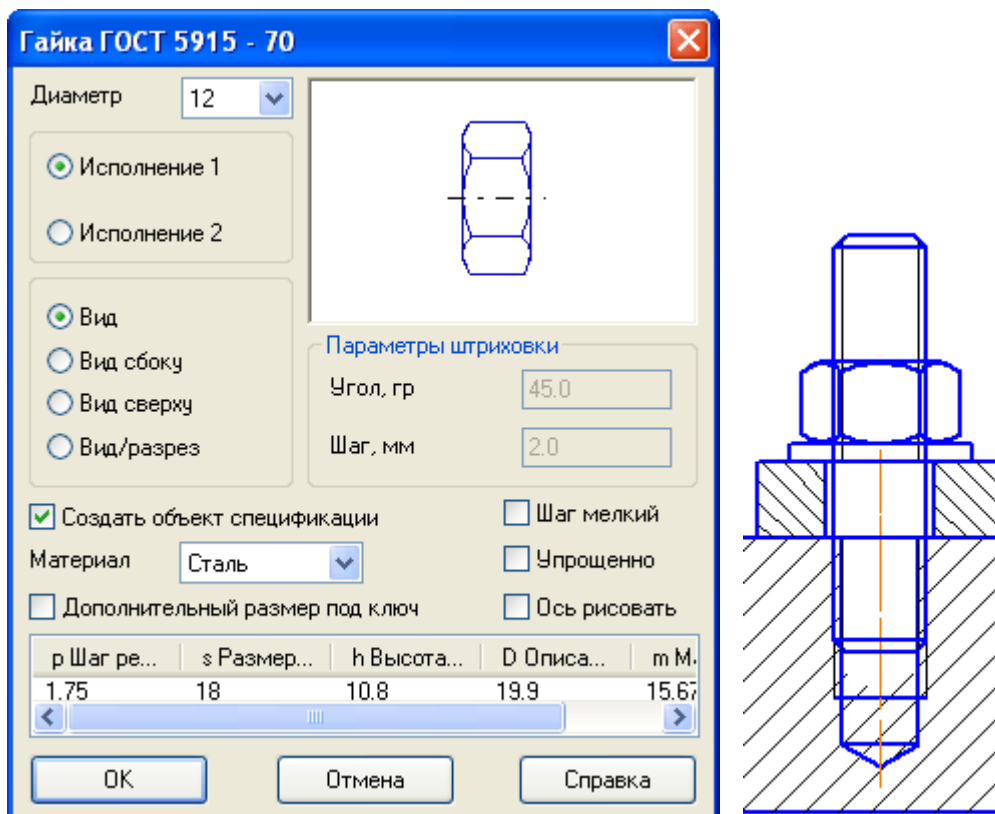 Гайка ГОСТ 5915 - 70
Диаметр 12
Исполнение 1
Исполнение 2
Вид
Вид сбоку
Вид сверху
Вид/разрез
Параметры штриховки
Угол, гр 45.0
Шаг, мм 2.0
Создать объект спецификации
Шаг мелкий
Материал Сталь
Упрощенно
Дополнительный размер под ключ
Ось рисовать
p Шаг ре... s Размер... h Высота... D Описа... m М
1.75 18 10.8 19.9 15.67
ОК Отмена Справка